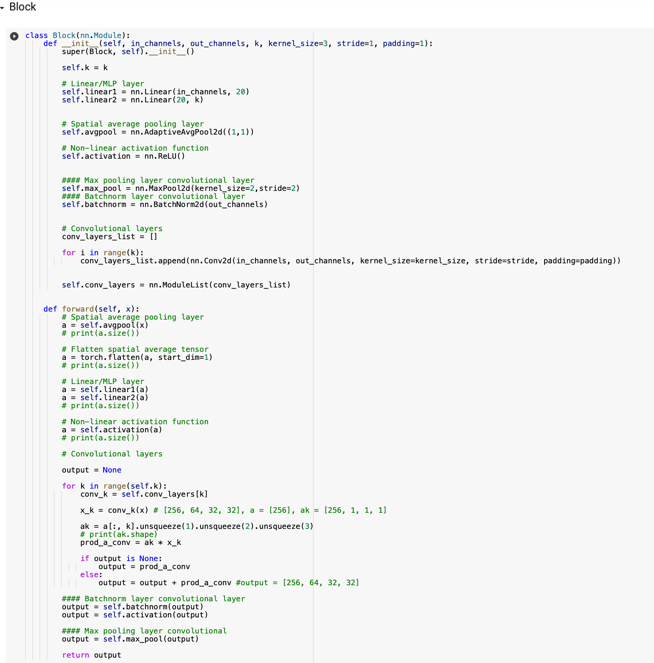 Block
class Block(nn.Module):
    def __init__(self, in_channels, out_channels, k, kernel_size=3, stride=1, padding=1):
        super(Block, self).__init__()
        self.k = k
        # Linear/MLP layer
        self.linear1 = nn.Linear(in_channels, 20)
        self.linear2 = nn.Linear(20, k)
        # Spatial average pooling layer
        self.avgpool = nn.AdaptiveAvgPool2d((1,1))
        # Non-linear activation function
        self.activation = nn.ReLU()
        #### Max pooling layer convolutional layer
        self.max_pool = nn.MaxPool2d(kernel_size=2,stride=2)
        #### Batchnorm layer convolutional layer
        self.batchnorm = nn.BatchNorm2d(out_channels)
        # Convolutional layers
        conv_layers_list = []
        for i in range(k):
            conv_layers_list.append(nn.Conv2d(in_channels, out_channels, kernel_size=kernel_size, stride=stride, padding=padding))
        self.conv_layers = nn.ModuleList(conv_layers_list)
    def forward(self, x):
        # Spatial average pooling layer
        a = self.avgpool(x)
        # print(a.size())
        # Flatten spatial average tensor
        a = torch.flatten(a, start_dim=1)
        # print(a.size())
        # Linear/MLP layer
        a = self.linear1(a)
        a = self.linear2(a)
        # print(a.size())
        # Non-linear activation function
        a = self.activation(a)
        # print(a.size())
        # Convolutional layers
        output = None
        for k in range(self.k):
            conv_k = self.conv_layers[k]
            x_k = conv_k(x) # [256, 64, 32, 32], a = [256], ak = [256, 1, 1, 1]
            ak = a[:, k].unsqueeze(1).unsqueeze(2).unsqueeze(3)
            # print(ak.shape)
            prod_a_conv = ak * x_k
            if output is None:
                output = prod_a_conv
            else:
                output = output + prod_a_conv #output = [256, 64, 32, 32]
        #### Batchnorm layer convolutional layer
        output = self.batchnorm(output)
        output = self.activation(output)
        #### Max pooling layer convolutional
        output = self.max_pool(output)
        return output